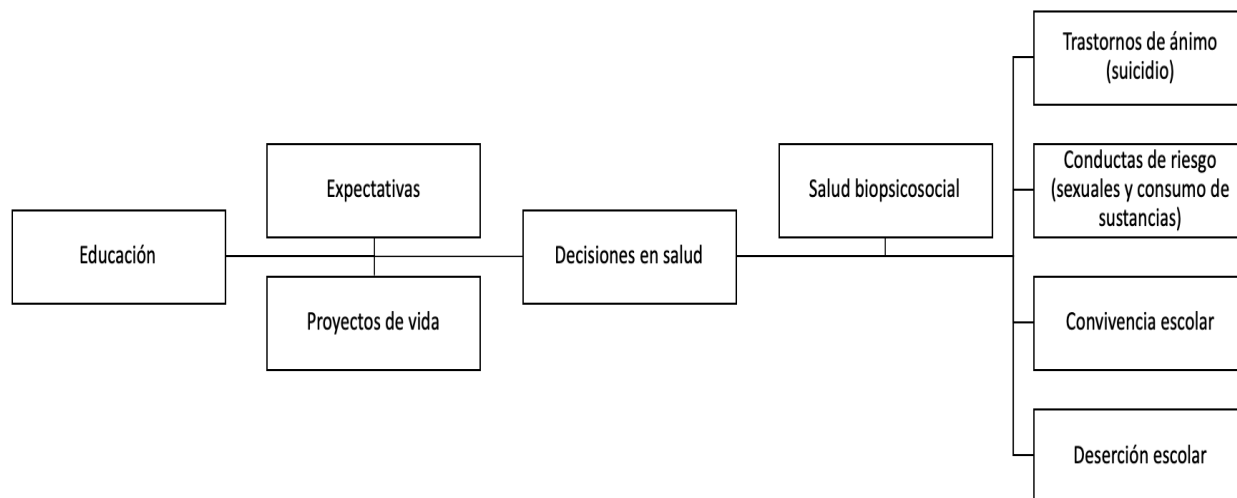 Educación
Expectativas
Proyectos de vida
Decisiones en salud
Salud biopsicosocial
Trastornos de ánimo
(suicidio)
Conductas de riesgo
(sexuales y consumo de
sustancias)
Convivencia escolar
Deserción escolar